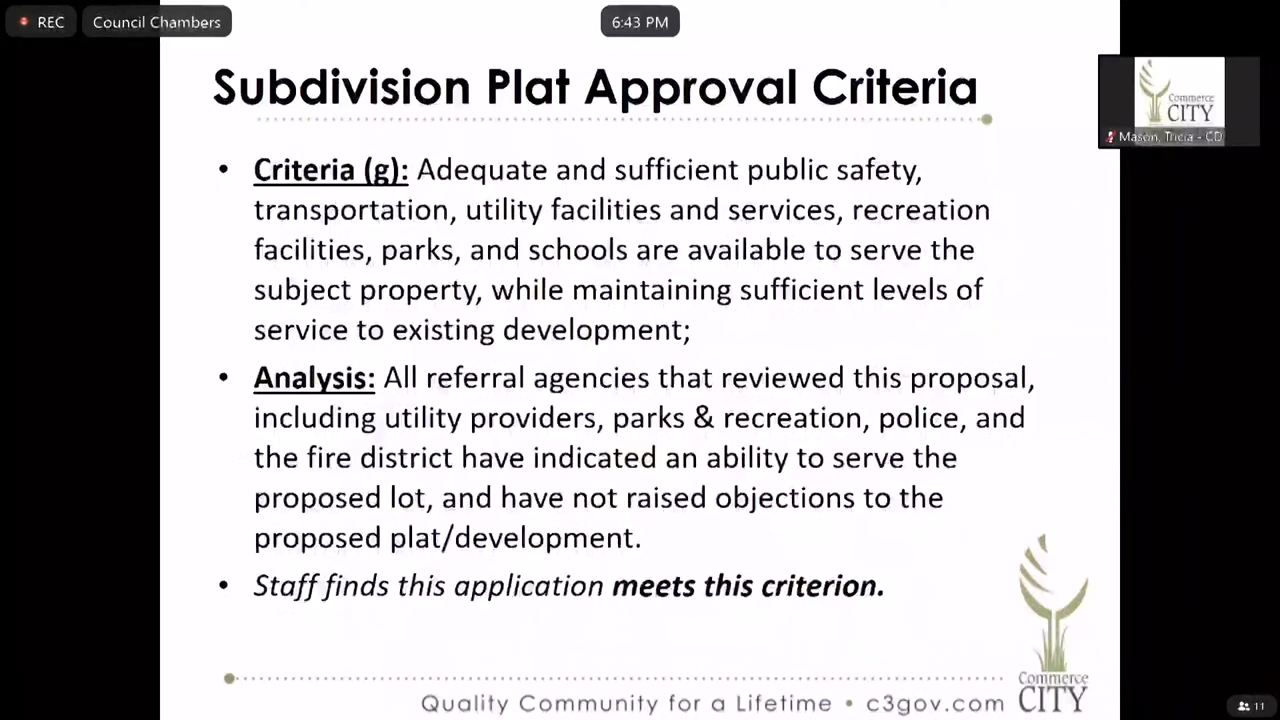 REC
Council Chambers
6:43 PM
Subdivision Plat Approval Criteria
Commerce
CITY
Mason, Tricia - CD
• Criteria (g): Adequate and sufficient public safety,
transportation, utility facilities and services, recreation
facilities, parks, and schools are available to serve the
subject property, while maintaining sufficient levels of
service to existing development;
• Analysis: All referral agencies that reviewed this proposal,
including utility providers, parks & recreation, police, and
the fire district have indicated an ability to serve the
proposed lot, and have not raised objections to the
proposed plat/development.
• Staff finds this application meets this criterion.
Quality Community for a Lifetime • c3gov.com
Commerce
CITY
11